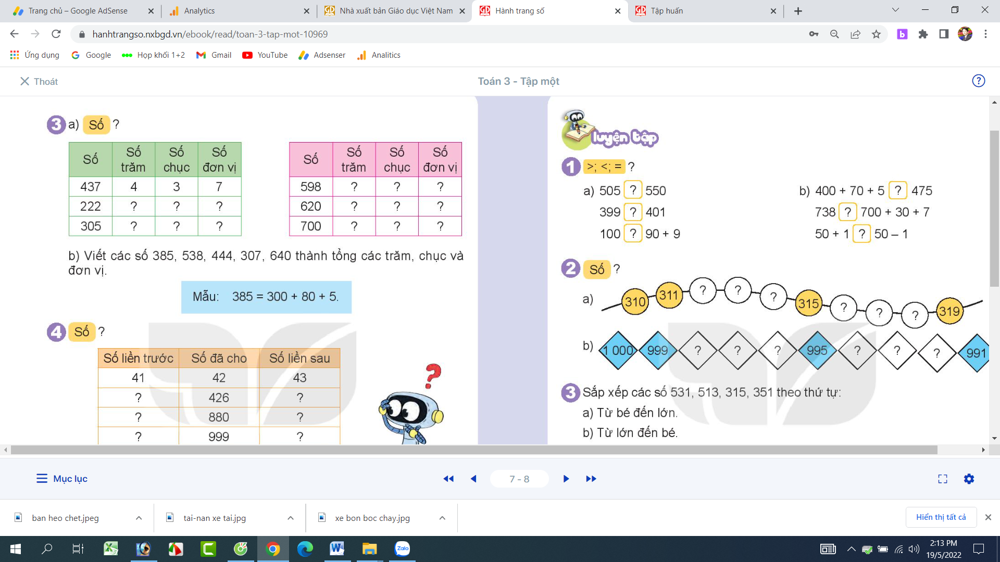 Trang chủ – Google AdSense
Analytics
Nhà xuất bản Giáo dục Việt Nam
Hành trang số
Tập huấn
hanhtrangso.nxbgd.vn/ebook/read/toan-3-tap-mot-10969
Ứng dụng
Google
Họp khối 1+2
Gmail
YouTube
Adsenser
Analitics
Thoát
Toán 3 - Tập một
3 a) Số ?
Số Số trăm Số chục Số đơn vị
437 4 3 7
222 ? ? ?
305 ? ? ?
Số Số trăm Số chục Số đơn vị
598 ? ? ?
620 ? ? ?
700 ? ? ?
b) Viết các số 385, 538, 444, 307, 640 thành tổng các trăm, chục và
đơn vị.
Mẫu: 385 = 300 + 80 + 5.
4 Số ?
Số liền trước Số đã cho Số liền sau
41 42 43
? 426 ?
? 880 ?
? 999 ?
?
luyện tập
1 >; <; = ?
a) 505 ? 550
399 ? 401
100 ? 90 + 9
b) 400 + 70 + 5 ? 475
738 ? 700 + 30 + 7
50 + 1 ? 50 – 1
2 Số ?
a) 310 311 ? ? ? 315 ? ? ? 319
b) 1 000 999 ? ? ? 995 ? ? ? 991
3 Sắp xếp các số 531, 513, 315, 351 theo thứ tự:
a) Từ bé đến lớn.
b) Từ lớn đến bé.
Mục lục
7 - 8
ban heo chet.jpeg
tai-nan xe tai.jpg
xe bon boc chay.jpg
Hiển thị tất cả
Zalo
2:13 PM
19/5/2022